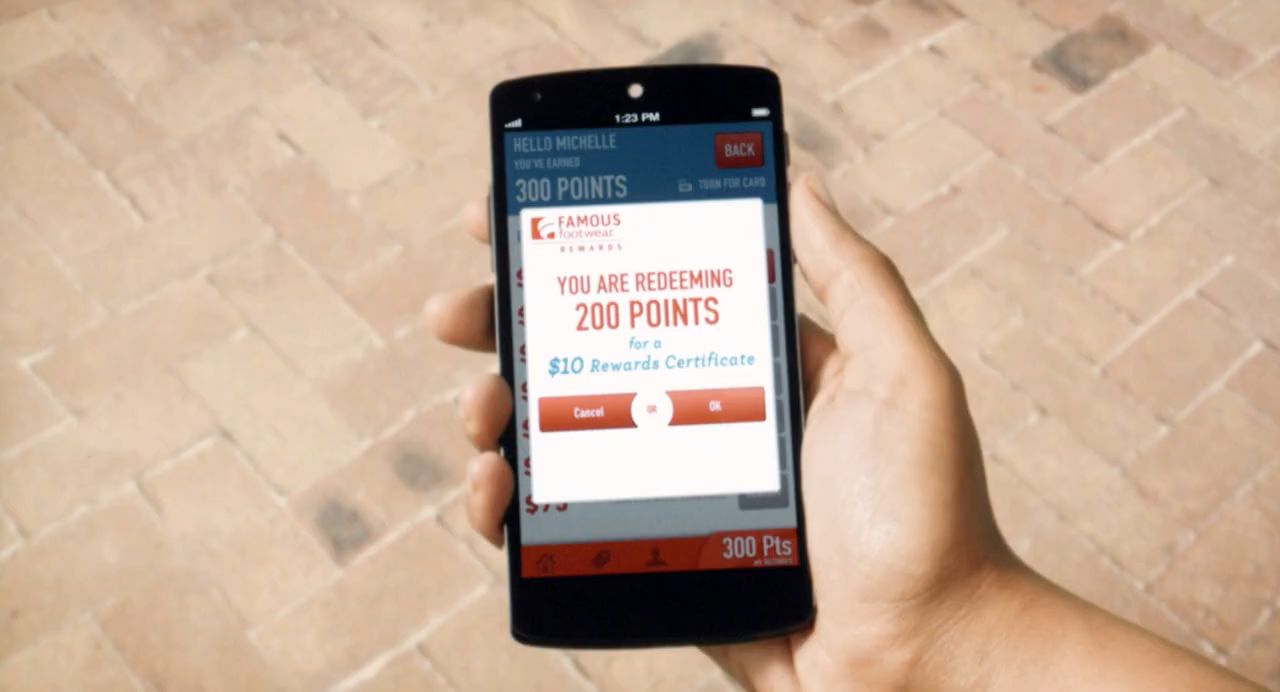 1:23 PM
HELLO MICHELLE
BACK
YOU'VE EARNED
300 POINTS
TURN FOR CARD
FAMOUS
footwear
REWARDS
YOU ARE REDEEMING
200 POINTS
for a
$10 Rewards Certificate
Cancel OR OK
$75
300 Pts